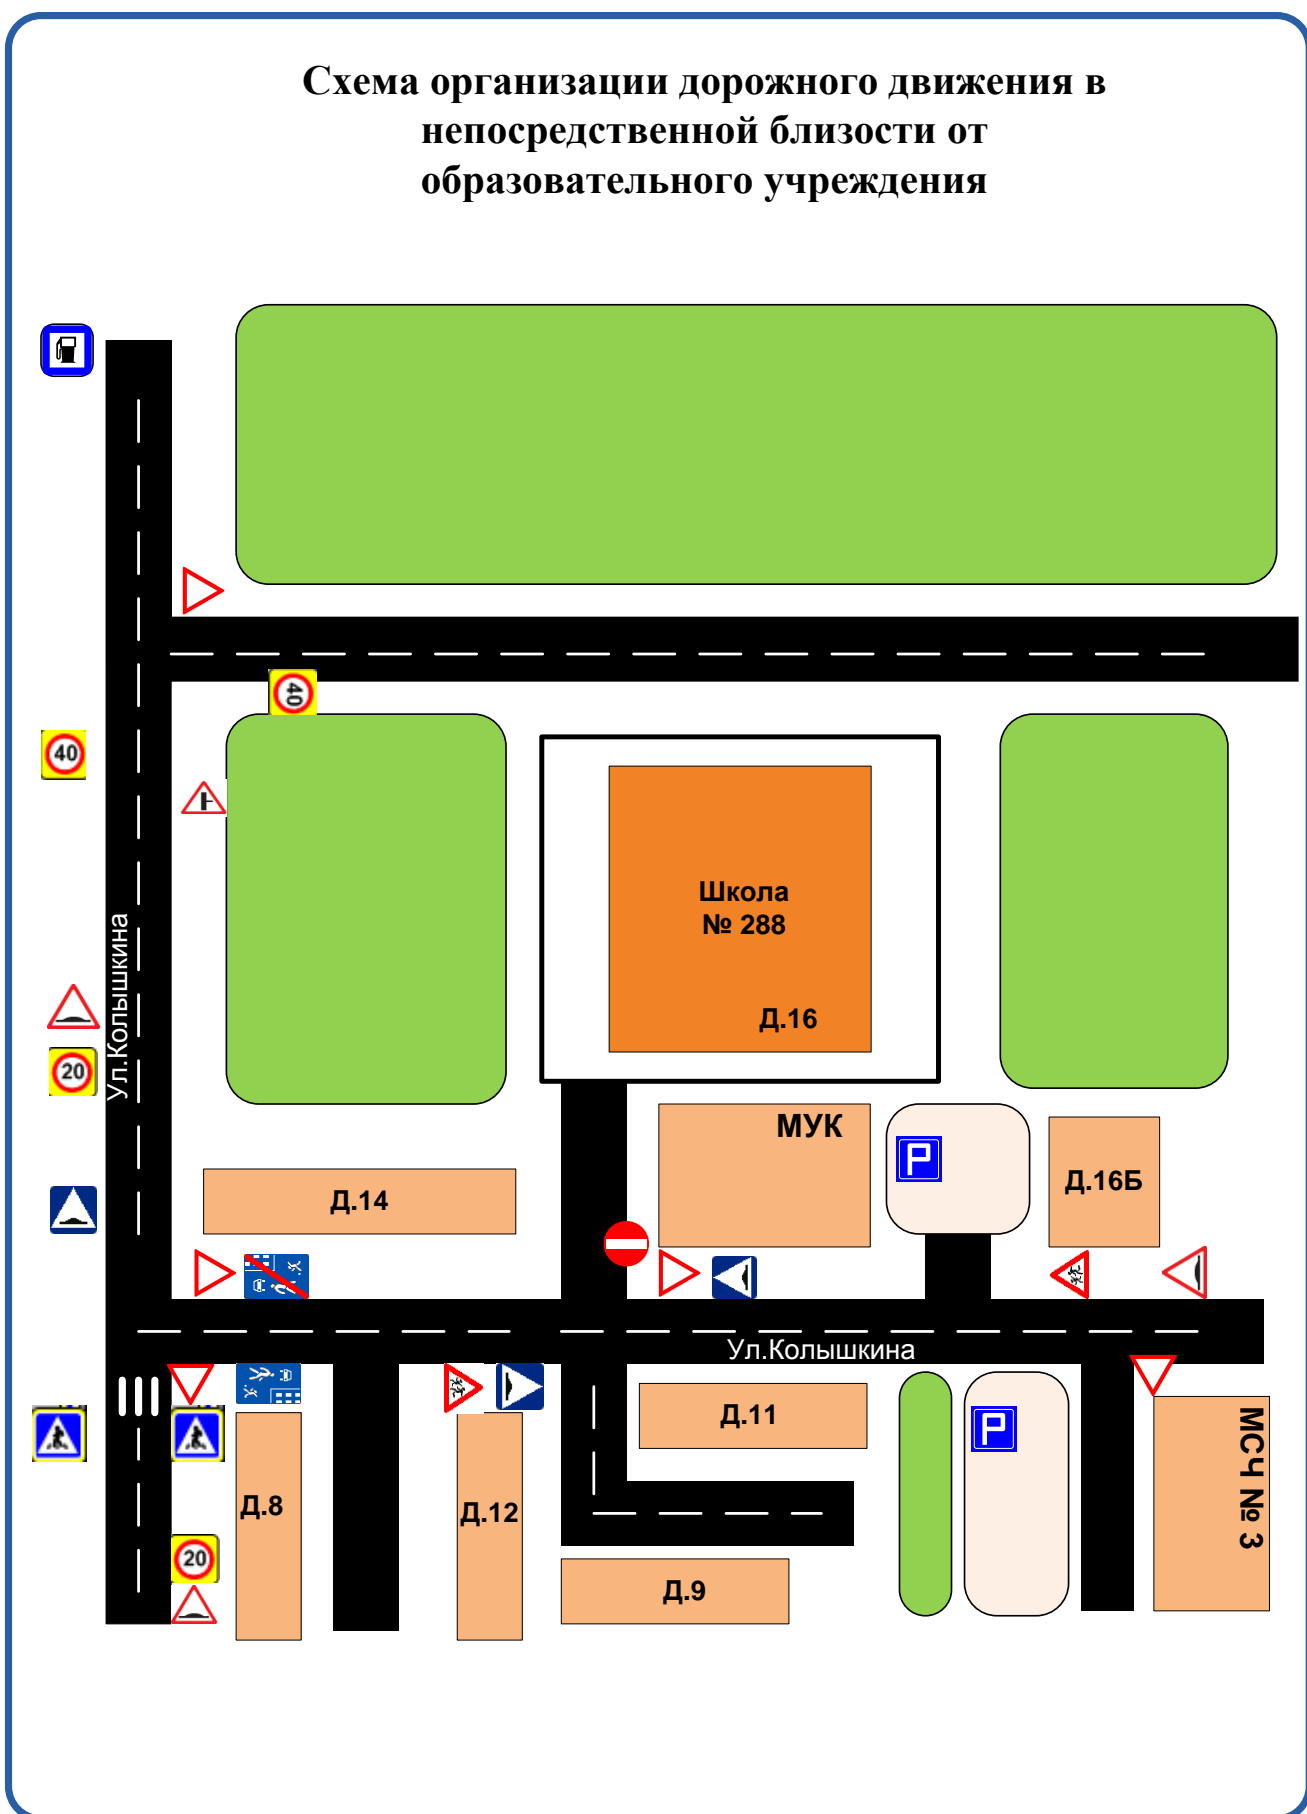 Схема организации дорожного движения в
непосредственной близости от
образовательного учреждения
40
40
Школа
№ 288
Д.16
Ул.Колышкина
20
МУК
P
Д.16Б
Д.14
Ул.Колышкина
Д.11
P
МСЧ № 3
Д.8
Д.12
20
Д.9